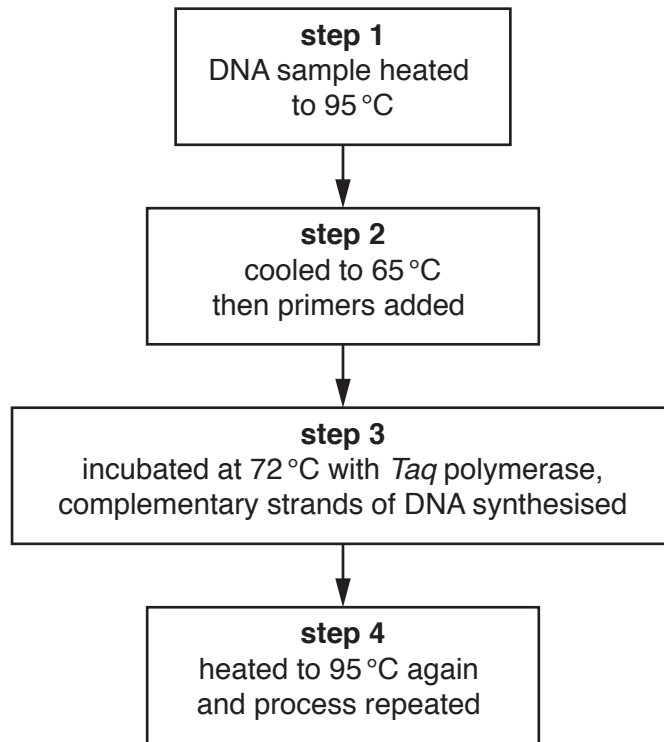 step 1
DNA sample heated
to 95 °C
step 2
cooled to 65 °C
then primers added
step 3
incubated at 72 °C with Taq polymerase,
complementary strands of DNA synthesised
step 4
heated to 95 °C again
and process repeated